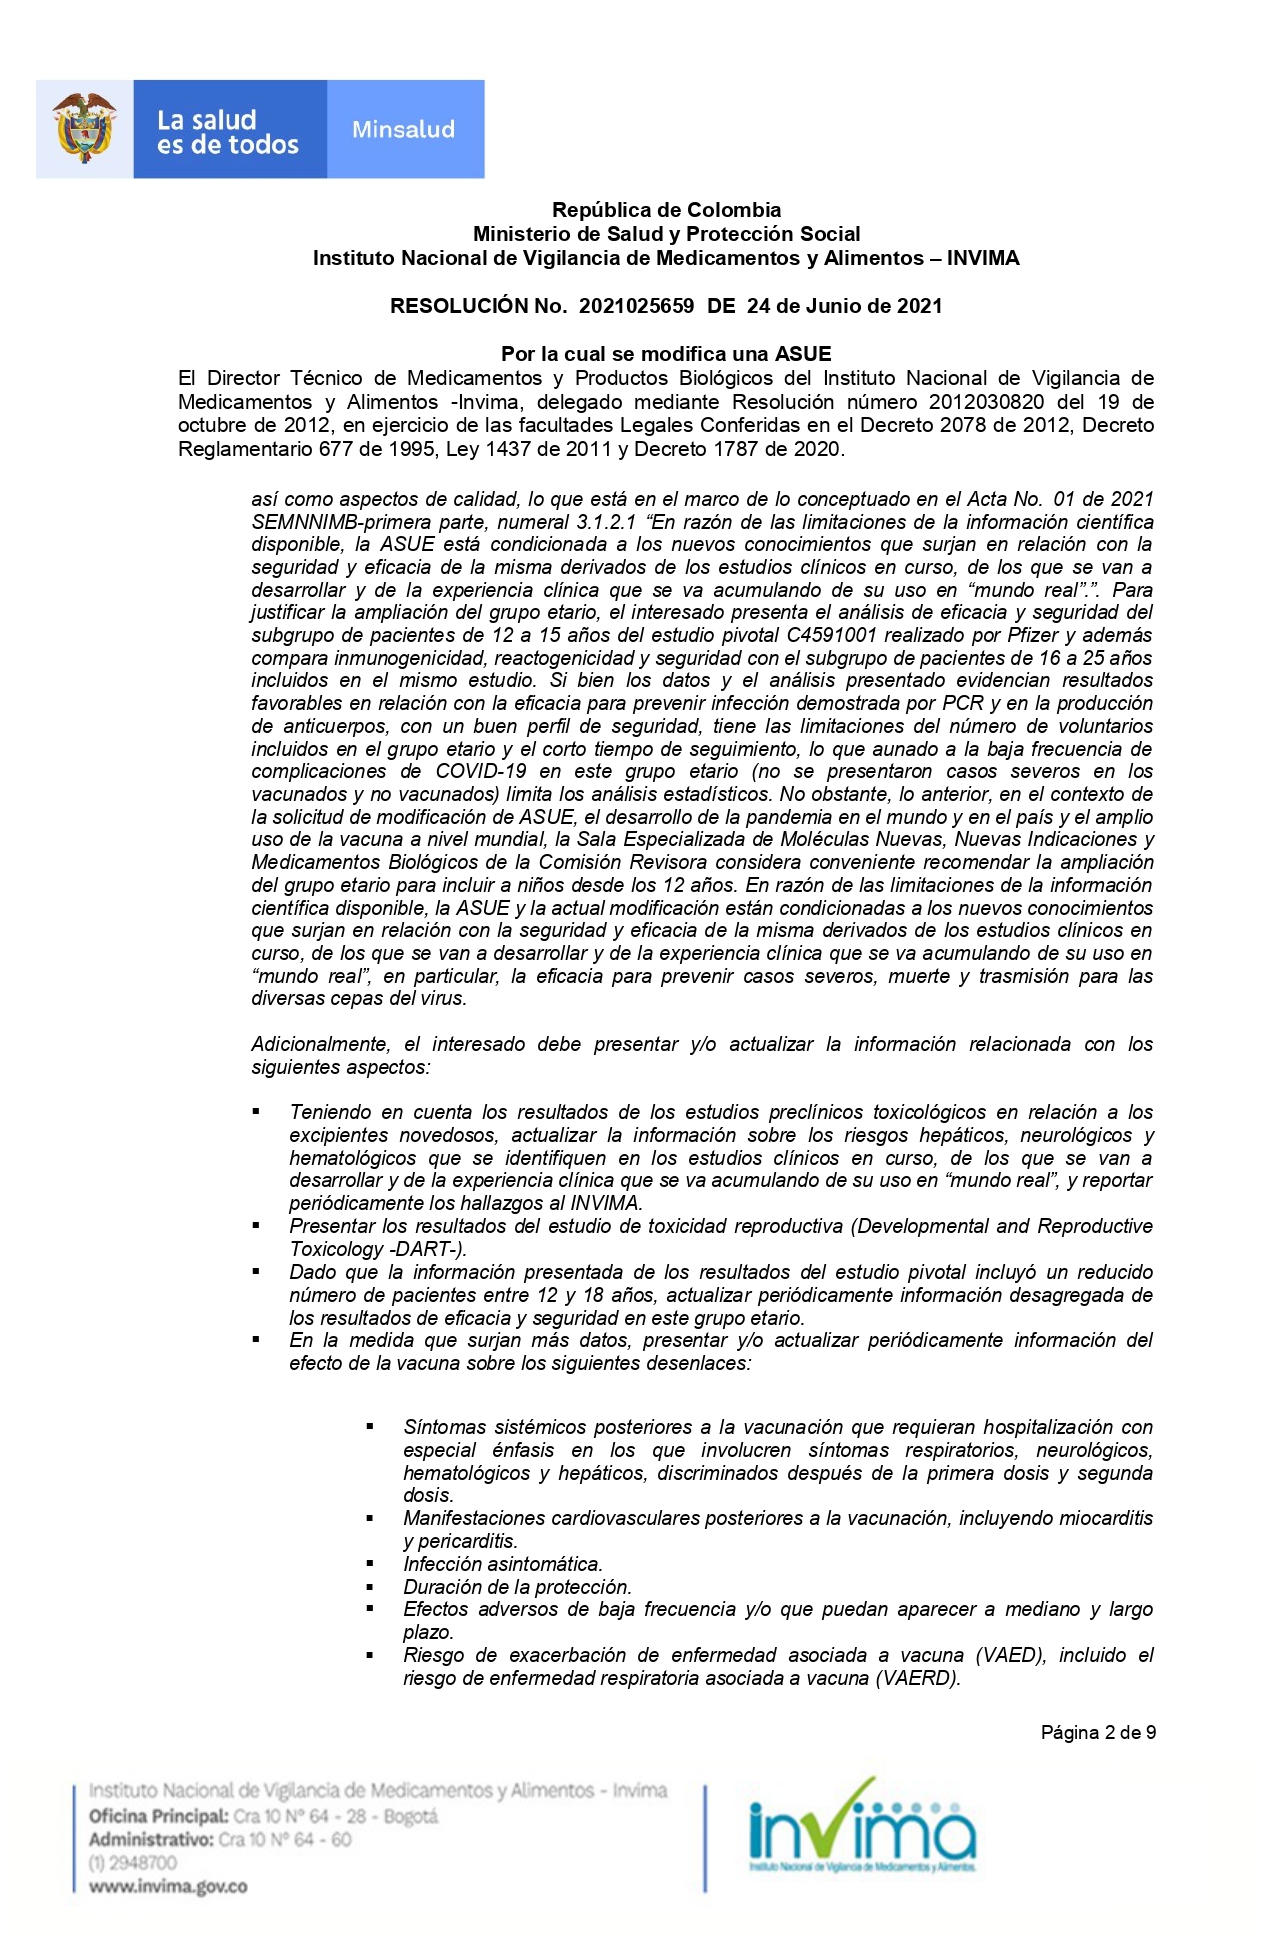 La salud
es de todos
Minsalud
República de Colombia
Ministerio de Salud y Protección Social
Instituto Nacional de Vigilancia de Medicamentos y Alimentos – INVIMA
RESOLUCIÓN No. 2021025659 DE 24 de Junio de 2021
Por la cual se modifica una ASUE
El Director Técnico de Medicamentos y Productos Biológicos del Instituto Nacional de Vigilancia de
Medicamentos y Alimentos -Invima, delegado mediante Resolución número 2012030820 del 19 de
octubre de 2012, en ejercicio de las facultades Legales Conferidas en el Decreto 2078 de 2012, Decreto
Reglamentario 677 de 1995, Ley 1437 de 2011 y Decreto 1787 de 2020.
así como aspectos de calidad, lo que está en el marco de lo conceptuado en el Acta No. 01 de 2021
SEMNNIMB-primera parte, numeral 3.1.2.1 “En razón de las limitaciones de la información científica
disponible, la ASUE está condicionada a los nuevos conocimientos que surjan en relación con la
seguridad y eficacia de la misma derivados de los estudios clínicos en curso, de los que se van a
desarrollar y de la experiencia clínica que se va acumulando de su uso en “mundo real”.”. Para
justificar la ampliación del grupo etario, el interesado presenta el análisis de eficacia y seguridad del
subgrupo de pacientes de 12 a 15 años del estudio pivotal C4591001 realizado por Pfizer y además
compara inmunogenicidad, reactogenicidad y seguridad con el subgrupo de pacientes de 16 a 25 años
incluidos en el mismo estudio. Si bien los datos y el análisis presentado evidencian resultados
favorables en relación con la eficacia para prevenir infección demostrada por PCR y en la producción
de anticuerpos, con un buen perfil de seguridad, tiene las limitaciones del número de voluntarios
incluidos en el grupo etario y el corto tiempo de seguimiento, lo que aunado a la baja frecuencia de
complicaciones de COVID-19 en este grupo etario (no se presentaron casos severos en los
vacunados y no vacunados) limita los análisis estadísticos. No obstante, lo anterior, en el contexto de
la solicitud de modificación de ASUE, el desarrollo de la pandemia en el mundo y en el país y el amplio
uso de la vacuna a nivel mundial, la Sala Especializada de Moléculas Nuevas, Nuevas Indicaciones y
Medicamentos Biológicos de la Comisión Revisora considera conveniente recomendar la ampliación
del grupo etario para incluir a niños desde los 12 años. En razón de las limitaciones de la información
científica disponible, la ASUE y la actual modificación están condicionadas a los nuevos conocimientos
que surjan en relación con la seguridad y eficacia de la misma derivados de los estudios clínicos en
curso, de los que se van a desarrollar y de la experiencia clínica que se va acumulando de su uso en
“mundo real”, en particular, la eficacia para prevenir casos severos, muerte y trasmisión para las
diversas cepas del virus.
Adicionalmente, el interesado debe presentar y/o actualizar la información relacionada con los
siguientes aspectos:
▪ Teniendo en cuenta los resultados de los estudios preclínicos toxicológicos en relación a los
excipientes novedosos, actualizar la información sobre los riesgos hepáticos, neurológicos y
hematológicos que se identifiquen en los estudios clínicos en curso, de los que se van a
desarrollar y de la experiencia clínica que se va acumulando de su uso en “mundo real”, y reportar
periódicamente los hallazgos al INVIMA.
▪ Presentar los resultados del estudio de toxicidad reproductiva (Developmental and Reproductive
Toxicology -DART-).
▪ Dado que la información presentada de los resultados del estudio pivotal incluyó un reducido
número de pacientes entre 12 y 18 años, actualizar periódicamente información desagregada de
los resultados de eficacia y seguridad en este grupo etario.
▪ En la medida que surjan más datos, presentar y/o actualizar periódicamente información del
efecto de la vacuna sobre los siguientes desenlaces:
▪ Síntomas sistémicos posteriores a la vacunación que requieran hospitalización con
especial énfasis en los que involucren síntomas respiratorios, neurológicos,
hematológicos y hepáticos, discriminados después de la primera dosis y segunda
dosis.
▪ Manifestaciones cardiovasculares posteriores a la vacunación, incluyendo miocarditis
y pericarditis.
▪ Infección asintomática.
▪ Duración de la protección.
▪ Efectos adversos de baja frecuencia y/o que puedan aparecer a mediano y largo
plazo.
▪ Riesgo de exacerbación de enfermedad asociada a vacuna (VAED), incluido el
riesgo de enfermedad respiratoria asociada a vacuna (VAERD).
Página 2 de 9
Instituto Nacional de Vigilancia de Medicamentos y Alimentos - Invima
Oficina Principal: Cra 10 N° 64 - 28 - Bogotá
Administrativo: Cra 10 N° 64 - 60
(1) 2948700
www.invima.gov.co
invima
Instituto Nacional de Vigilancia de Medicamentos y Alimentos.